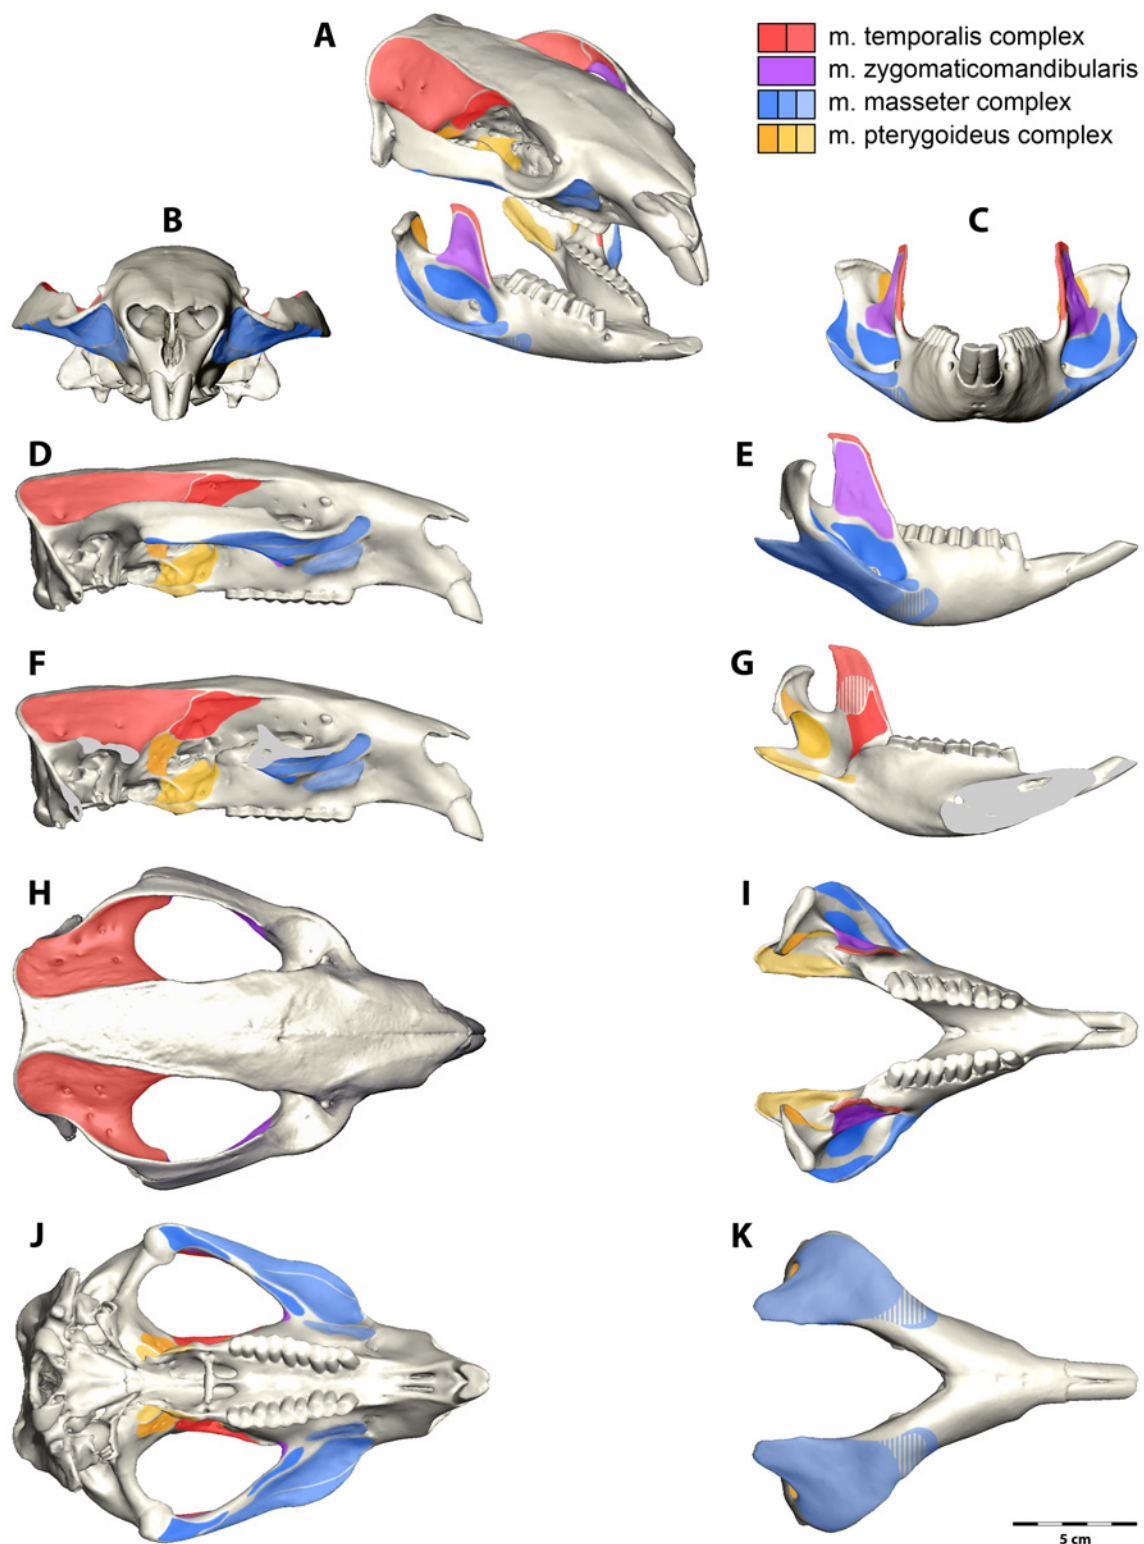 A
m. temporalis complex
m. zygomaticomandibularis
m. masseter complex
m. pterygoideus complex
B
C
D
E
F
G
H
I
J
K
5 cm